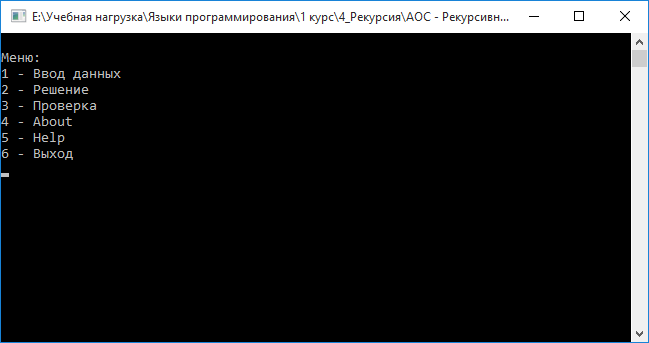 E:\Учебная нагрузка\Языки программирования\1 курс\4_Рекурсия\АОС - Рекурсивн...
Меню:
1 - Ввод данных
2 - Решение
3 - Проверка
4 - About
5 - Help
6 - Выход